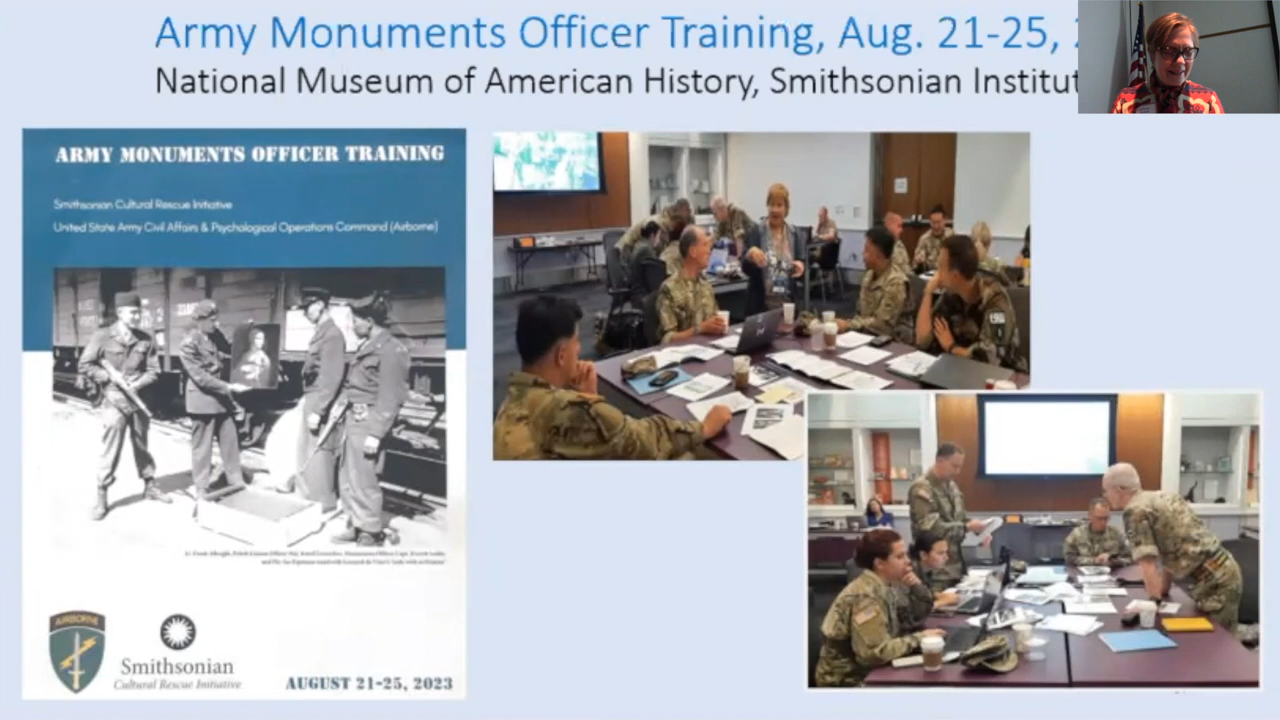 Army Monuments Officer Training, Aug. 21-25,
National Museum of American History, Smithsonian Institut
ARMY MONUMENTS OFFICER TRAINING
Smithsonian Cultural Rescue Initiative
United State Army Civil Affairs & Psychological Operations Command (Airborne)
AIRBORNE
Smithsonian
Cultural Rescue Initiative
AUGUST 21-25, 2023